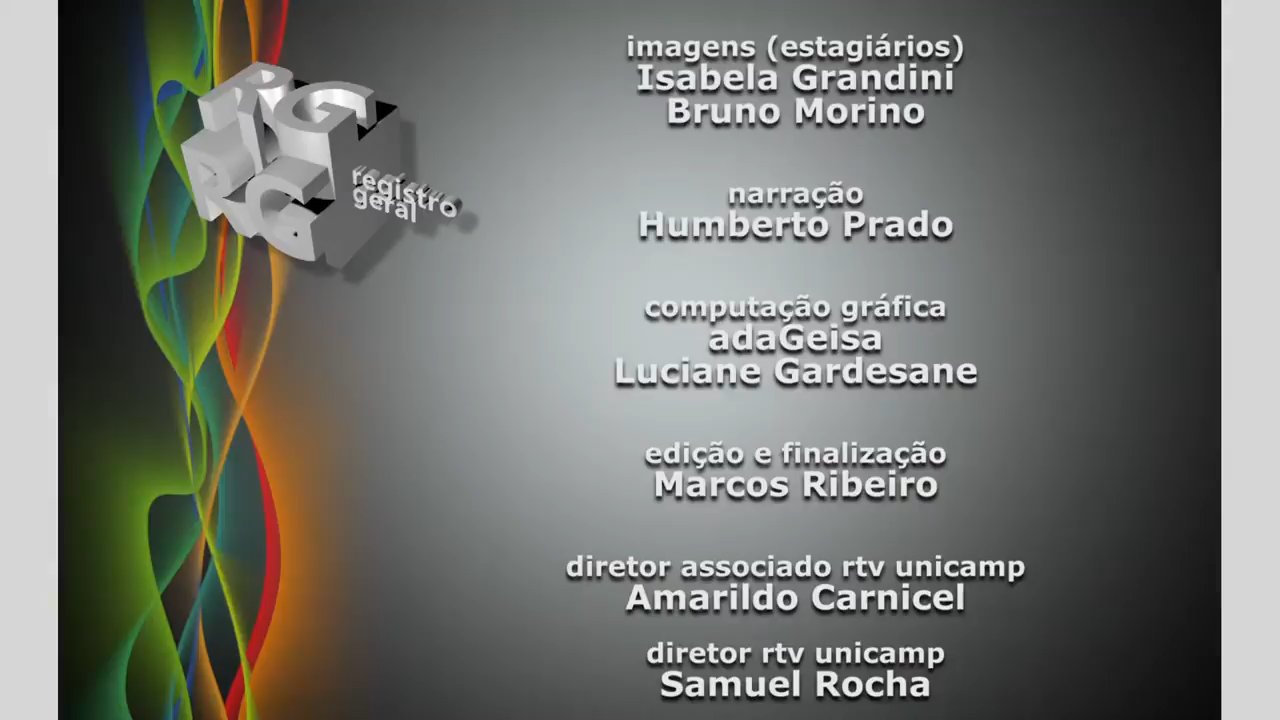 RG
RG
registro
geral
imagens (estagiários)
Isabela Grandini
Bruno Morino
narração
Humberto Prado
computação gráfica
adaGeisa
Luciane Gardesane
edição e finalização
Marcos Ribeiro
diretor associado rtv unicamp
Amarildo Carnicel
diretor rtv unicamp
Samuel Rocha